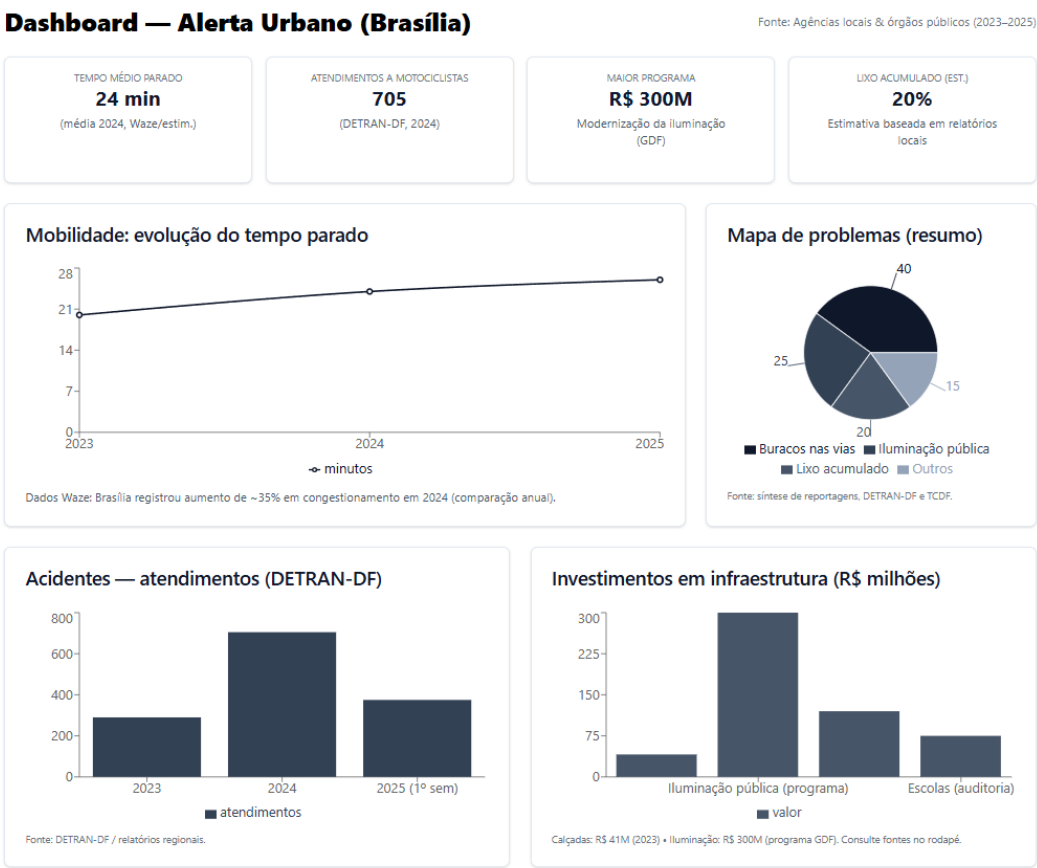 Dashboard — Alerta Urbano (Brasília)
Fonte: Agências locais & órgãos públicos (2023–2025)
TEMPO MÉDIO PARADO
24 min
(média 2024, Waze/estim.)
ATENDIMENTOS A MOTOCICLISTAS
705
(DETRAN-DF, 2024)
MAIOR PROGRAMA
R$ 300M
Modernização da iluminação
(GDF)
LIXO ACUMULADO (EST.)
20%
Estimativa baseada em relatórios
locais
Mobilidade: evolução do tempo parado
28
21
14
7
0
2023
2024
2025
minutos
Dados Waze: Brasília registrou aumento de ~35% em congestionamento em 2024 (comparação anual).
Mapa de problemas (resumo)
40
25
15
20
Buracos nas vias
Iluminação pública
Lixo acumulado
Outros
Fonte: síntese de reportagens, DETRAN-DF e TCDF.
Acidentes — atendimentos (DETRAN-DF)
800
600
400
200
0
2023
2024
2025 (1º sem)
atendimentos
Fonte: DETRAN-DF / relatórios regionais.
Investimentos em infraestrutura (R$ milhões)
300
225
150
75
0
Iluminação pública (programa)
Escolas (auditoria)
valor
Calçadas: R$ 41M (2023) • Iluminação: R$ 300M (programa GDF). Consulte fontes no rodapé.